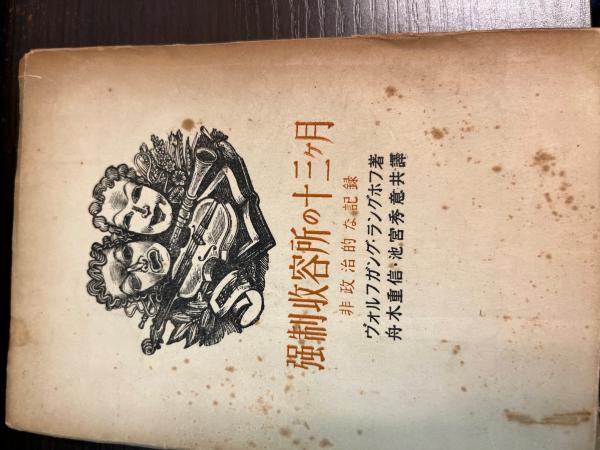 強制収容所の十三ヶ月
非政治的な記録
ヴォルフガング・ラングホフ著
舟木重信・池宮秀意共譯